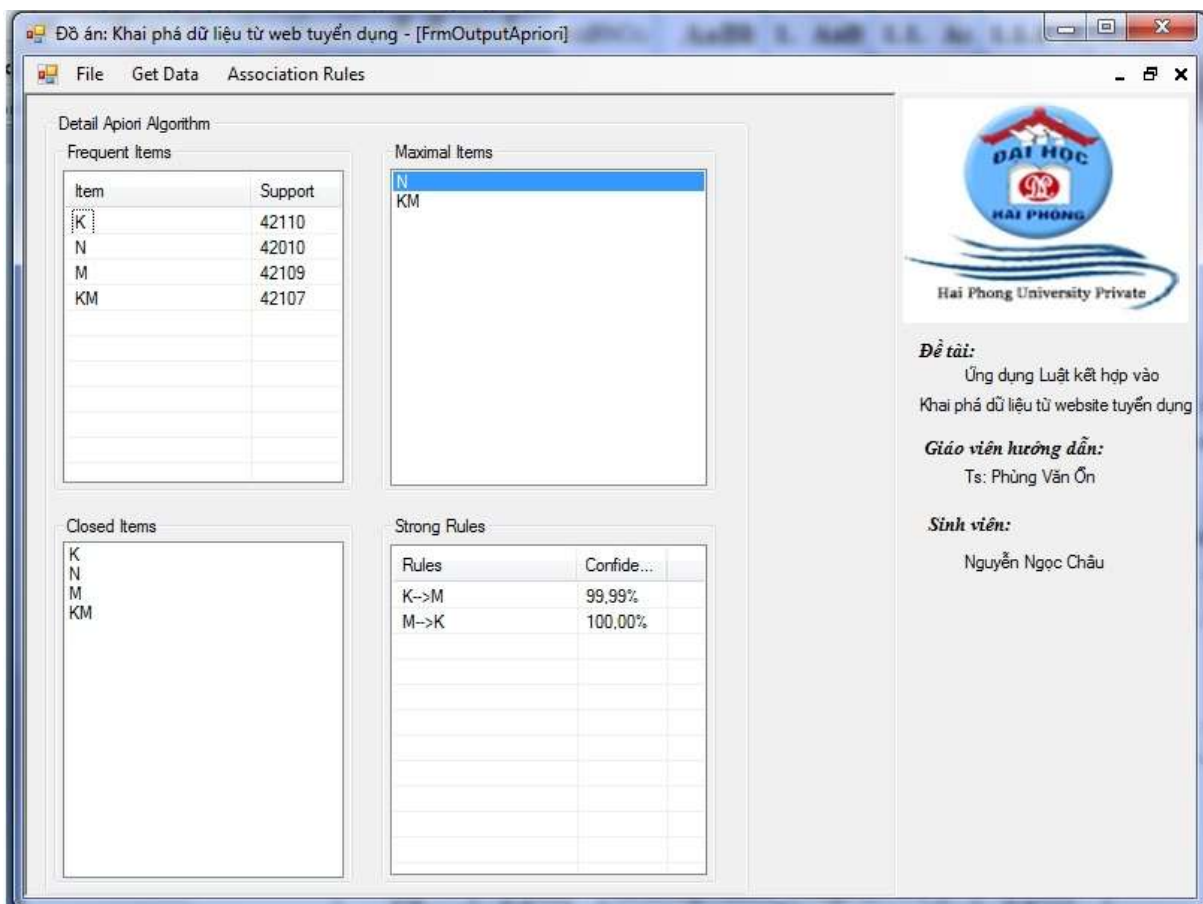 Đồ án: Khai phá dữ liệu từ web tuyển dụng - [FrmOutputApriori]
File Get Data Association Rules
Detail Apiori Algorithm
Frequent Items
Item Support
K 42110
N 42010
M 42109
KM 42107
Maximal Items
N
KM
Closed Items
K
N
M
KM
Strong Rules
Rules Confide...
K-->M 99,99%
M-->K 100,00%
ĐẠI HỌC
HẢI PHÒNG
Hai Phong University Private
Đề tài:
Ứng dụng Luật kết hợp vào
Khai phá dữ liệu từ website tuyển dụng
Giáo viên hướng dẫn:
Ts: Phùng Văn Ổn
Sinh viên:
Nguyễn Ngọc Châu